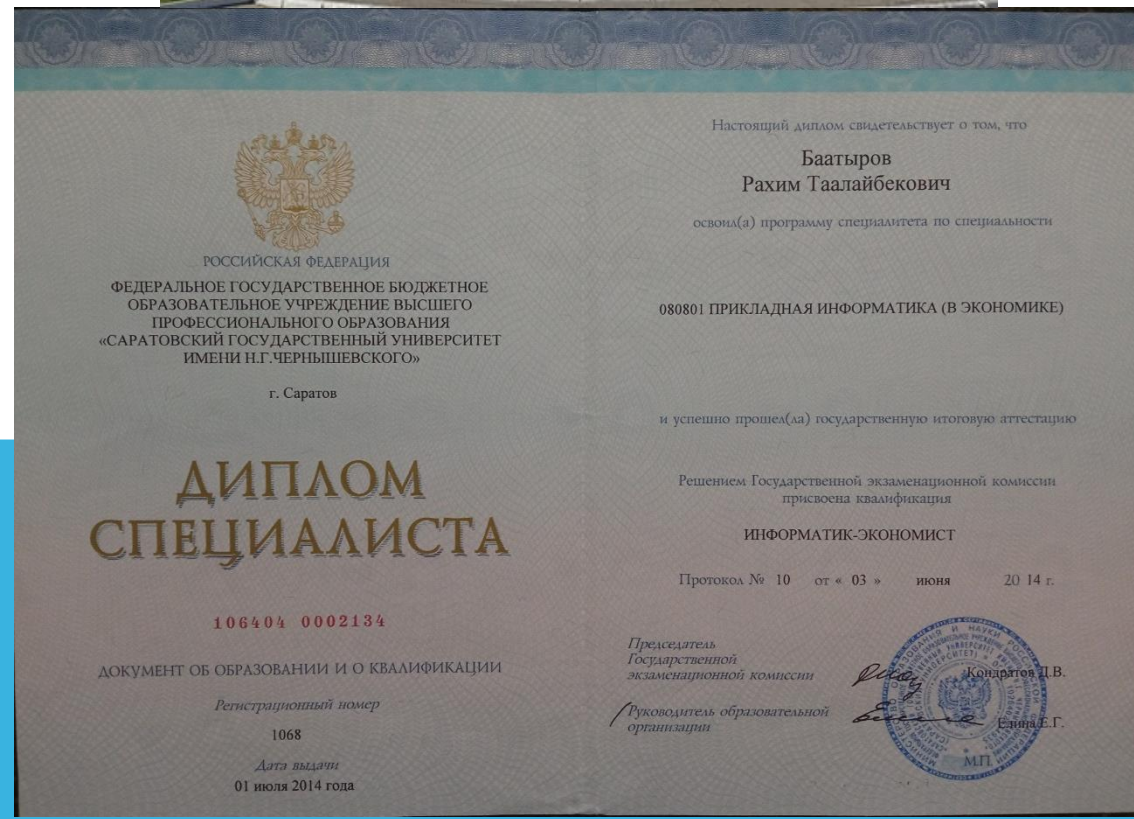 РОССИЙСКАЯ ФЕДЕРАЦИЯ
ФЕДЕРАЛЬНОЕ ГОСУДАРСТВЕННОЕ БЮДЖЕТНОЕ
ОБРАЗОВАТЕЛЬНОЕ УЧРЕЖДЕНИЕ ВЫСШЕГО
ПРОФЕССИОНАЛЬНОГО ОБРАЗОВАНИЯ
«САРАТОВСКИЙ ГОСУДАРСТВЕННЫЙ УНИВЕРСИТЕТ
ИМЕНИ Н.Г.ЧЕРНЫШЕВСКОГО»
г. Саратов
ДИПЛОМ
СПЕЦИАЛИСТА
106404 0002134
ДОКУМЕНТ ОБ ОБРАЗОВАНИИ И О КВАЛИФИКАЦИИ
Регистрационный номер
1068
Дата выдачи
01 июля 2014 года
Настоящий диплом свидетельствует о том, что
Баатыров
Рахим Таалайбекович
освоил(а) программу специалитета по специальности
080801 ПРИКЛАДНАЯ ИНФОРМАТИКА (В ЭКОНОМИКЕ)
и успешно прошел(ла) государственную итоговую аттестацию
Решением Государственной экзаменационной комиссии
присвоена квалификация
ИНФОРМАТИК-ЭКОНОМИСТ
Протокол № 10 от « 03 » июня 20 14 г.
Председатель
Государственной
экзаменационной комиссии
Кондратов Д.В.
Руководитель образовательной
организации
Елина Е.Г.
М.П.